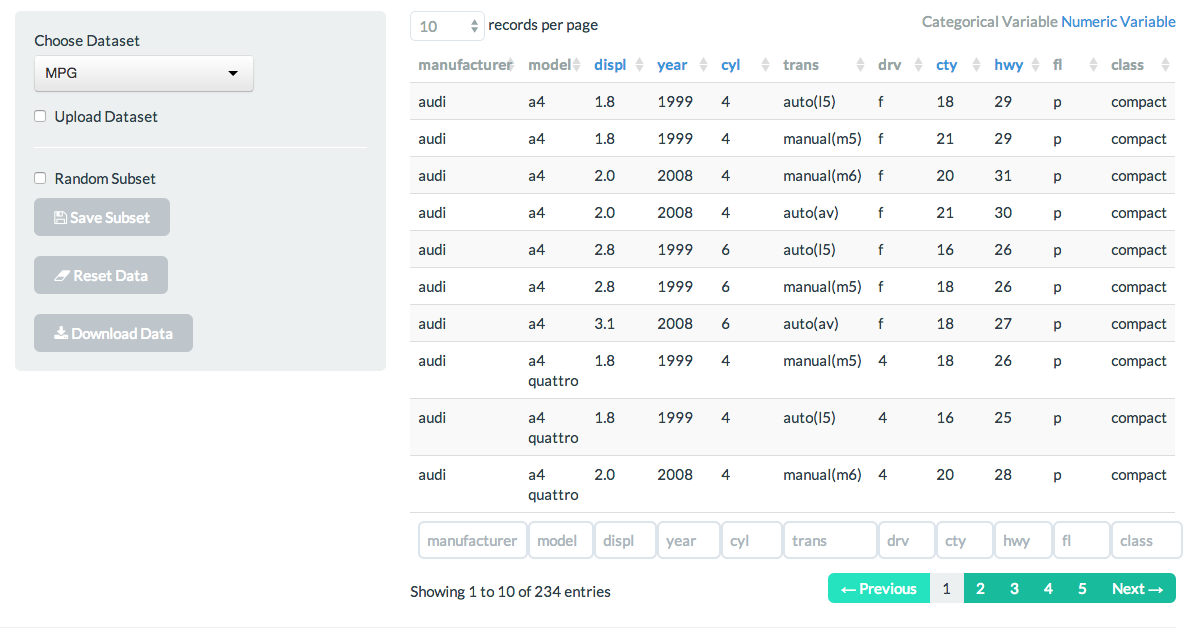 Choose Dataset
MPG
Upload Dataset
Random Subset
Save Subset
Reset Data
Download Data
10 records per page
Categorical Variable Numeric Variable
manufacturer model displ year cyl trans drv cty hwy fl class
audi a4 1.8 1999 4 auto(l5) f 18 29 p compact
audi a4 1.8 1999 4 manual(m5) f 21 29 p compact
audi a4 2.0 2008 4 manual(m6) f 20 31 p compact
audi a4 2.0 2008 4 auto(av) f 21 30 p compact
audi a4 2.8 1999 6 auto(l5) f 16 26 p compact
audi a4 2.8 1999 6 manual(m5) f 18 26 p compact
audi a4 3.1 2008 6 auto(av) f 18 27 p compact
audi a4 1.8 1999 4 manual(m5) 4 18 26 p compact
quattro
audi a4 1.8 1999 4 auto(l5) 4 16 25 p compact
quattro
audi a4 2.0 2008 4 manual(m6) 4 20 28 p compact
quattro
manufacturer model displ year cyl trans drv cty hwy fl class
Showing 1 to 10 of 234 entries
← Previous 1 2 3 4 5 Next →